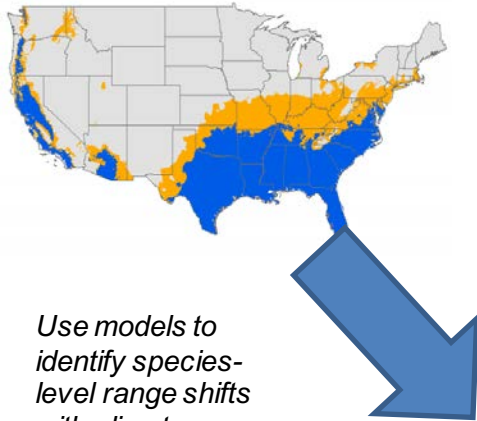 Use models to
identify species-
level range shifts